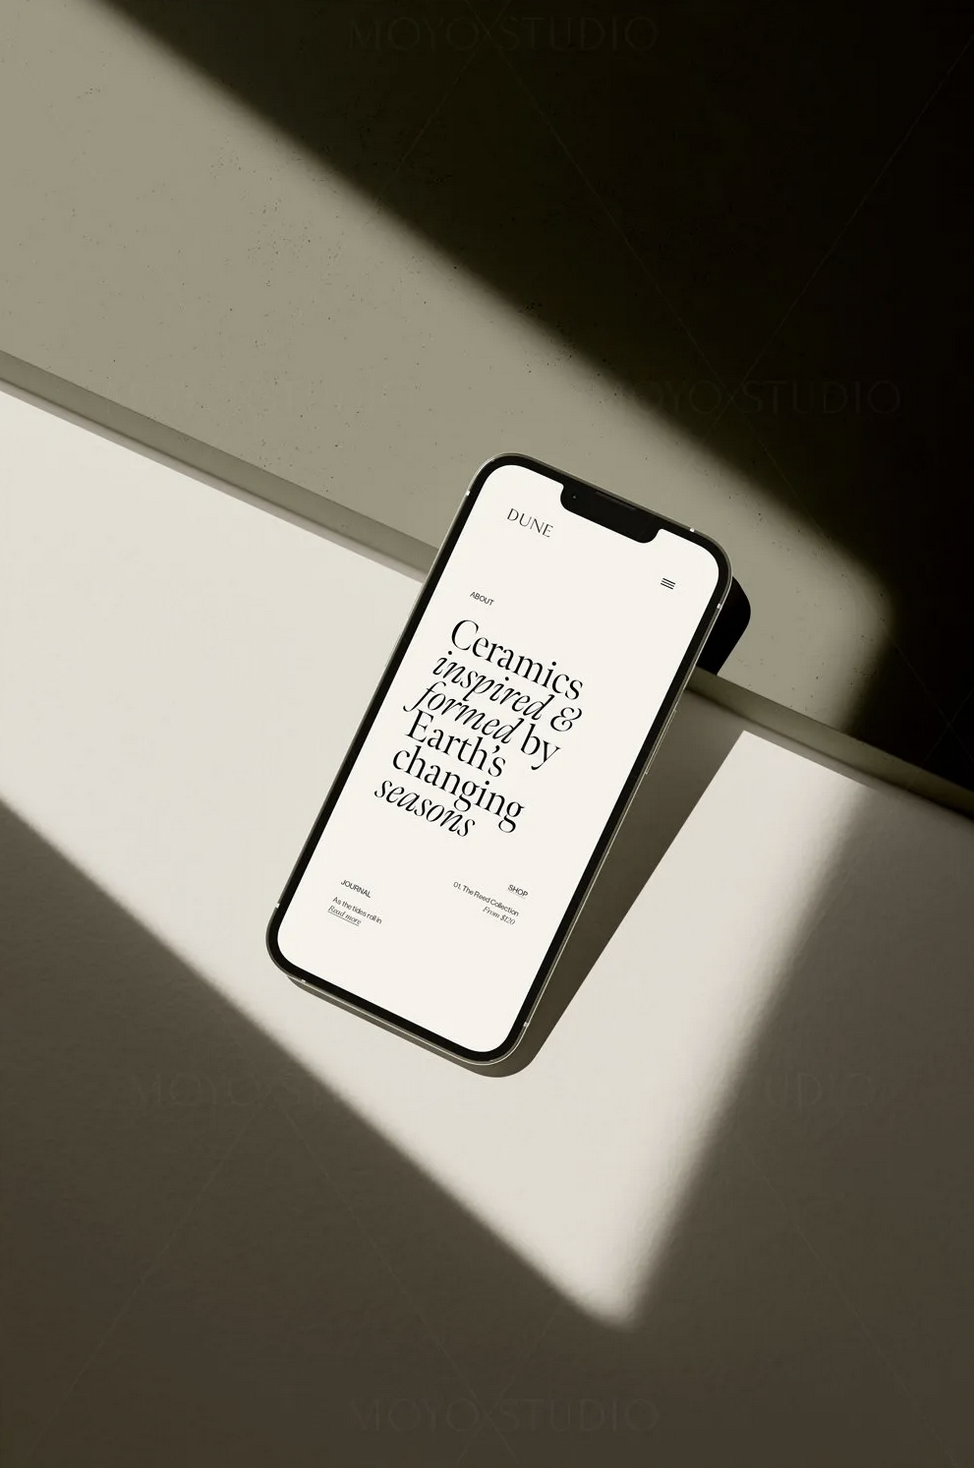 MOYO STUDIO
MOYO STUDIO
DUNE
ABOUT
Ceramics
inspired &
formed by
Earth's
changing
seasons
JOURNAL
As the tides roll in
Read more
SHOP
01. The Reed Collection
From $120
MOYO STUDIO
STUDIO
MOYO STUDIO